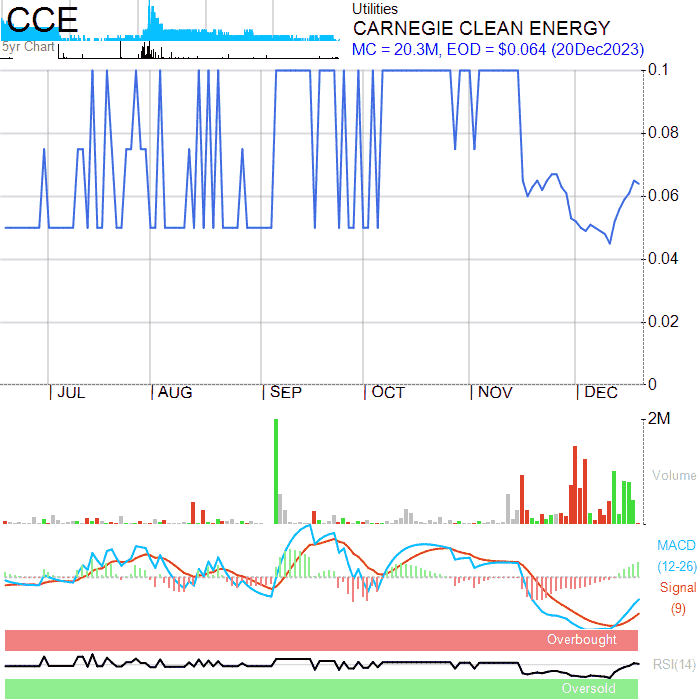 CCE
Utilities
CARNEGIE CLEAN ENERGY
5yr Chart
MC = 20.3M, EOD = $0.064 (20Dec2023)
0.1
0.08
0.06
0.04
0.02
0
JUL AUG SEP OCT NOV DEC
2M
Volume
MACD
(12-26)
Signal
(9)
Overbought
RSI(14)
Oversold